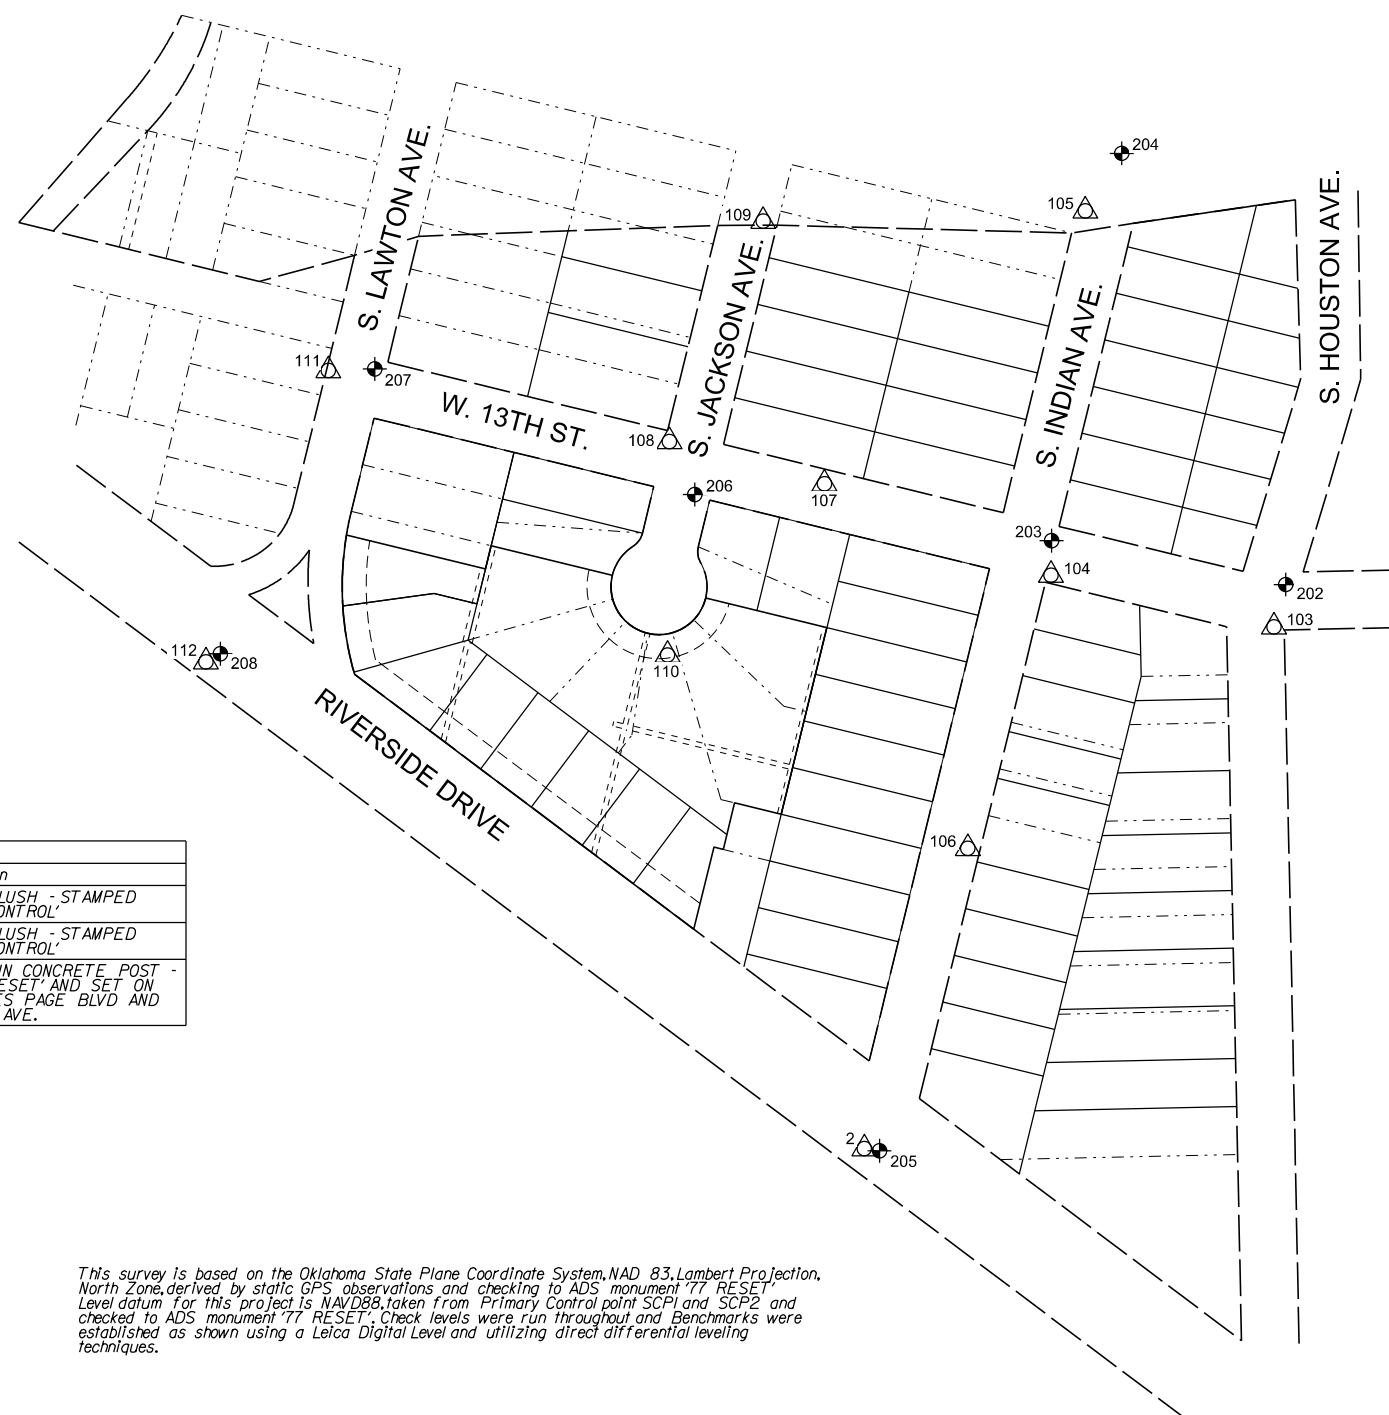 204
105
109
S. LAWTON AVE.
S. HOUSTON AVE.
S. JACKSON AVE.
S. INDIAN AVE.
111
207
W. 13TH ST.
108
107
206
203
104
202
103
112
208
110
RIVERSIDE DRIVE
106
n
LUSH - STAMPED
ONTROL'
LUSH - STAMPED
ONTROL'
IN CONCRETE POST -
ESET' AND SET ON
ES PAGE BLVD AND
AVE.
2
205
This survey is based on the Oklahoma State Plane Coordinate System, NAD 83, Lambert Projection,
North Zone, derived by static GPS observations and checking to ADS monument '77 RESET'
Level datum for this project is NAVD88, taken from Primary Control point SCP1 and SCP2 and
checked to ADS monument '77 RESET'. Check levels were run throughout and Benchmarks were
established as shown using a Leica Digital Level and utilizing direct differential leveling
techniques.